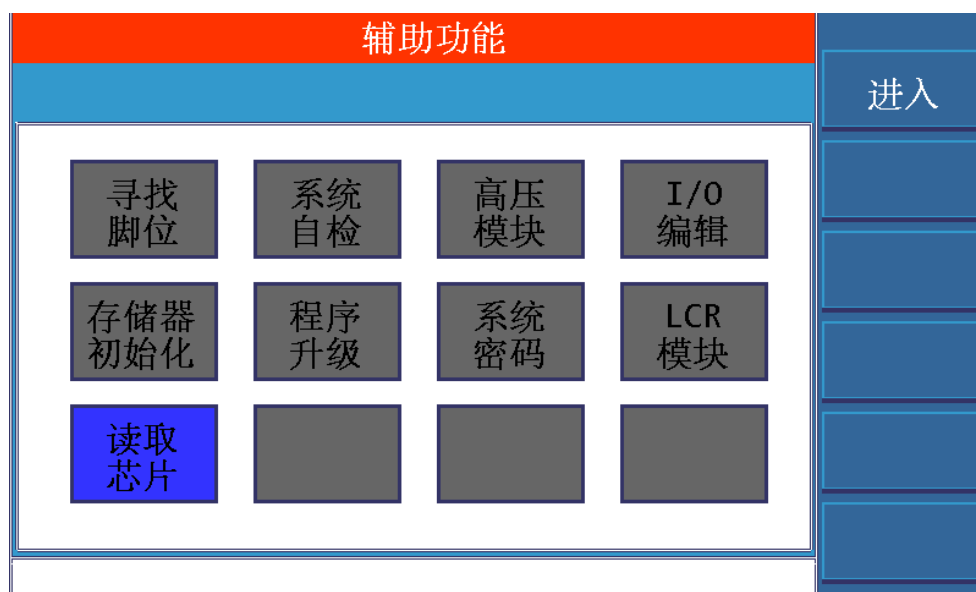 辅助功能
进入
寻找
脚位
系统
自检
高压
模块
I/O
编辑
存储器
初始化
程序
升级
系统
密码
LCR
模块
读取
芯片